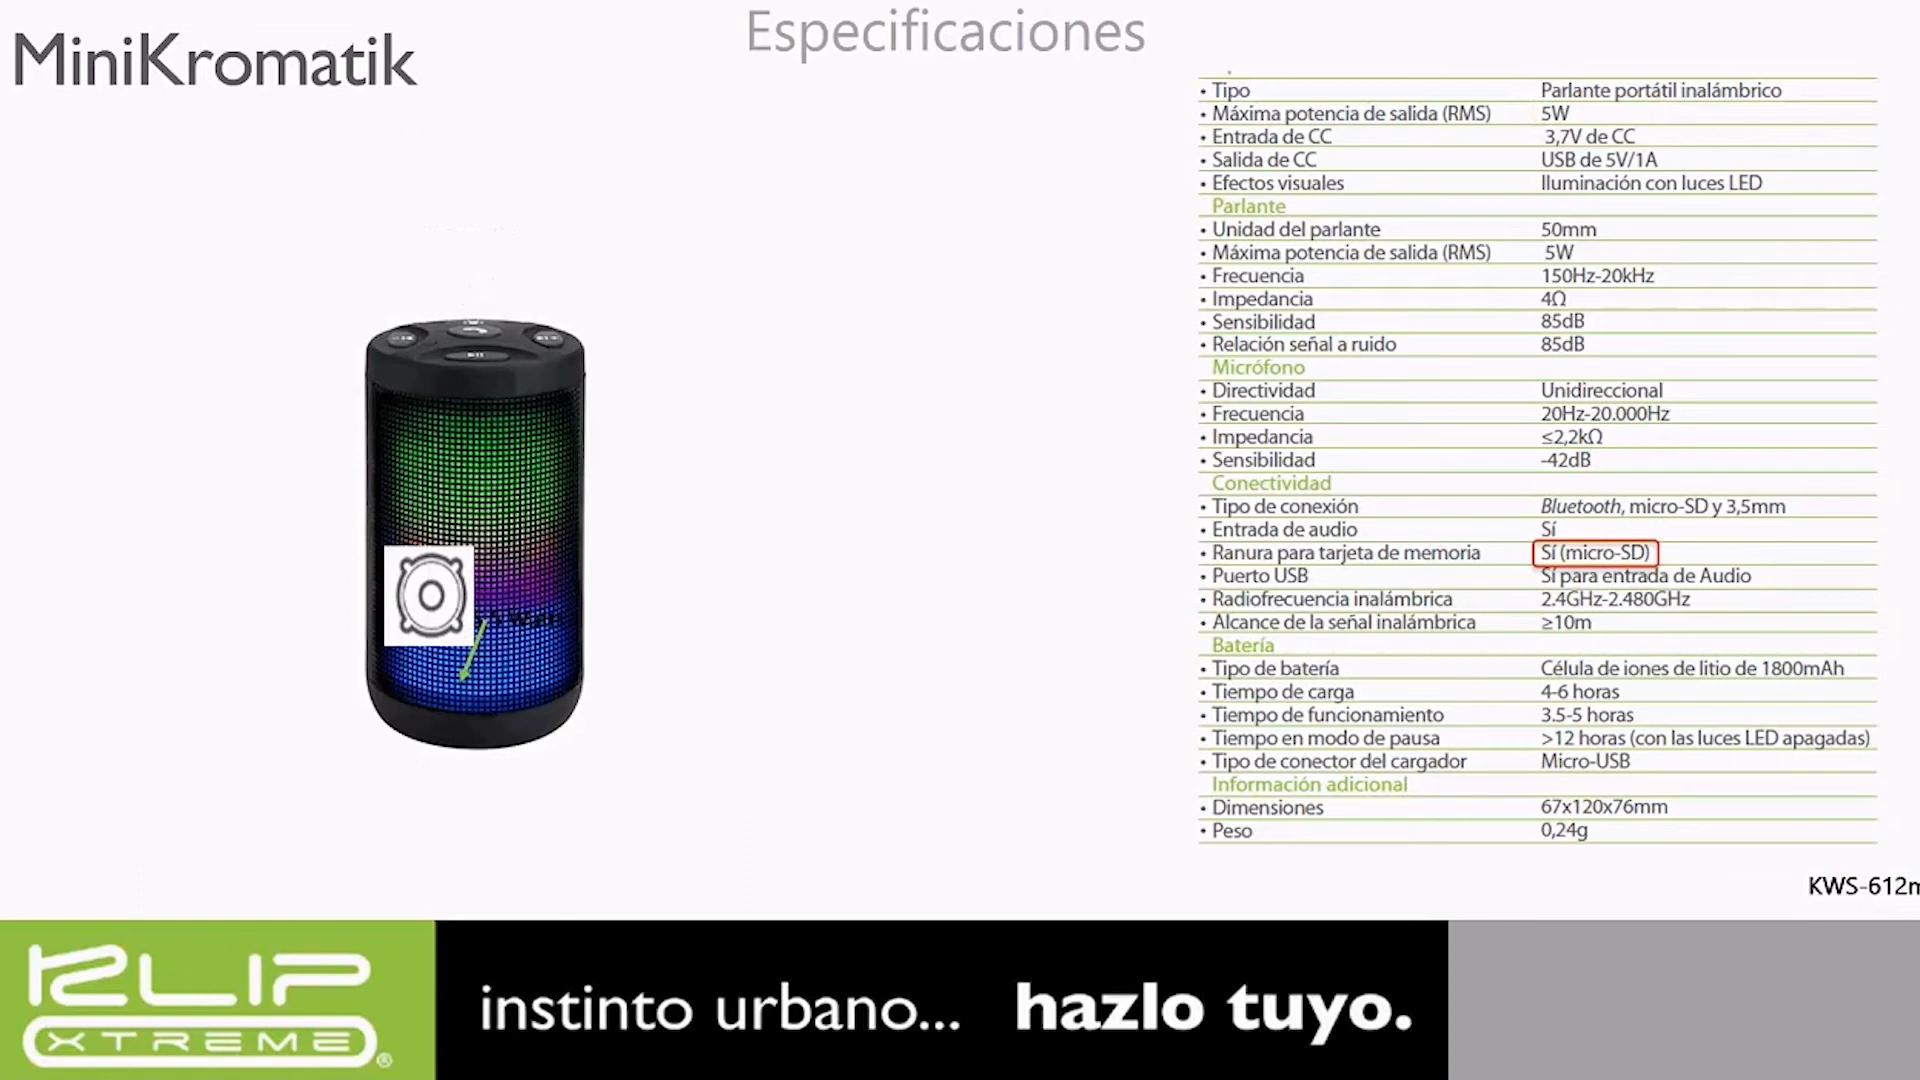 MiniKromatik
Especificaciones
• Tipo Parlante portátil inalámbrico
• Máxima potencia de salida (RMS) 5W
• Entrada de CC 3,7V de CC
• Salida de CC USB de 5V/1A
• Efectos visuales Iluminación con luces LED
Parlante
• Unidad del parlante 50mm
• Máxima potencia de salida (RMS) 5W
• Frecuencia 150Hz-20kHz
• Impedancia 4Ω
• Sensibilidad 85dB
• Relación señal a ruido 85dB
Micrófono
• Directividad Unidireccional
• Frecuencia 20Hz-20.000Hz
• Impedancia ≤2,2kΩ
• Sensibilidad -42dB
Conectividad
• Tipo de conexión Bluetooth, micro-SD y 3,5mm
• Entrada de audio Sí
• Ranura para tarjeta de memoria Sí (micro-SD)
• Puerto USB Sí para entrada de Audio
• Radiofrecuencia inalámbrica 2.4GHz-2.480GHz
• Alcance de la señal inalámbrica ≥10m
Batería
• Tipo de batería Célula de iones de litio de 1800mAh
• Tiempo de carga 4-6 horas
• Tiempo de funcionamiento 3.5-5 horas
• Tiempo en modo de pausa >12 horas (con las luces LED apagadas)
• Tipo de conector del cargador Micro-USB
Información adicional
• Dimensiones 67x120x76mm
• Peso 0,24g
KWS-612m
KLIP
XTREME®
instinto urbano... hazlo tuyo.